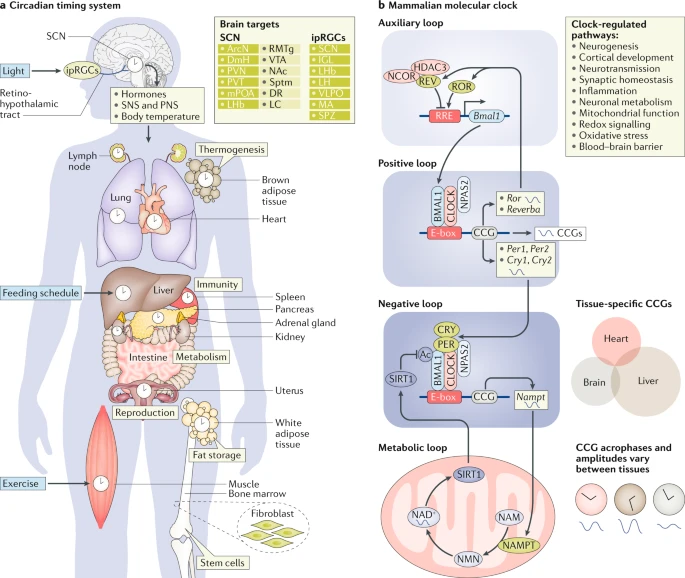 a Circadian timing system
SCN
Light
ipRGCs
Retino-
hypothalamic
tract
• Hormones
• SNS and PNS
• Body temperature
Brain targets
SCN
• ArcN
• DmH
• PVN
• PVT
• mPOA
• LHb
• RMTg
• VTA
• NAc
• Sptm
• DR
• LC
ipRGCs
• SCN
• IGL
• LHb
• LH
• VLPO
• MA
• SPZ
Lymph
node
Thermogenesis
Brown
adipose
tissue
Lung
Heart
Feeding schedule
Liver
Immunity
Spleen
Pancreas
Adrenal gland
Kidney
Intestine
Metabolism
Uterus
Reproduction
White
adipose
tissue
Fat storage
Exercise
Muscle
Bone marrow
Fibroblast
Stem cells
b Mammalian molecular clock
Auxiliary loop
HDAC3
NCOR
REV
ROR
RRE
Bmal1
Clock-regulated
pathways:
• Neurogenesis
• Cortical development
• Neurotransmission
• Synaptic homeostasis
• Inflammation
• Neuronal metabolism
• Mitochondrial function
• Redox signalling
• Oxidative stress
• Blood–brain barrier
Positive loop
BMAL1
CLOCK
NPAS2
E-box
CCG
• Ror
• Reverba
CCGs
• Per1, Per2
• Cry1, Cry2
Negative loop
CRY
PER
Ac
SIRT1
BMAL1
CLOCK
NPAS2
E-box
CCG
Nampt
Tissue-specific CCGs
Heart
Brain
Liver
Metabolic loop
SIRT1
NAD+
NAM
NMN
NAMPT
CCG acrophases and
amplitudes vary
between tissues